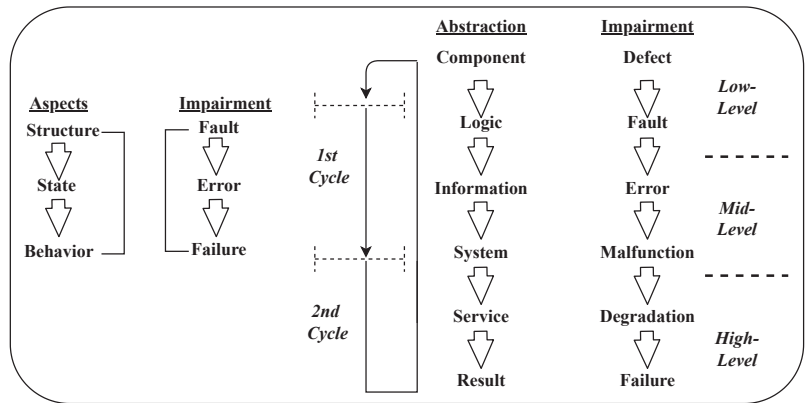 Aspects
Structure
State
Behavior
Impairment
Fault
Error
Failure
1st
Cycle
2nd
Cycle
Abstraction
Component
Logic
Information
System
Service
Result
Impairment
Defect
Fault
Error
Malfunction
Degradation
Failure
Low-
Level
Mid-
Level
High-
Level